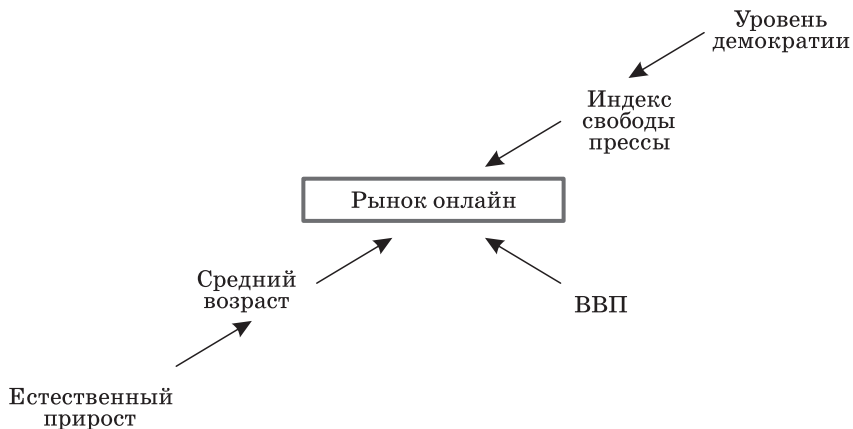 Уровень
демократии
Индекс
свободы
прессы
Рынок онлайн
Средний
возраст
ВВП
Естественный
прирост